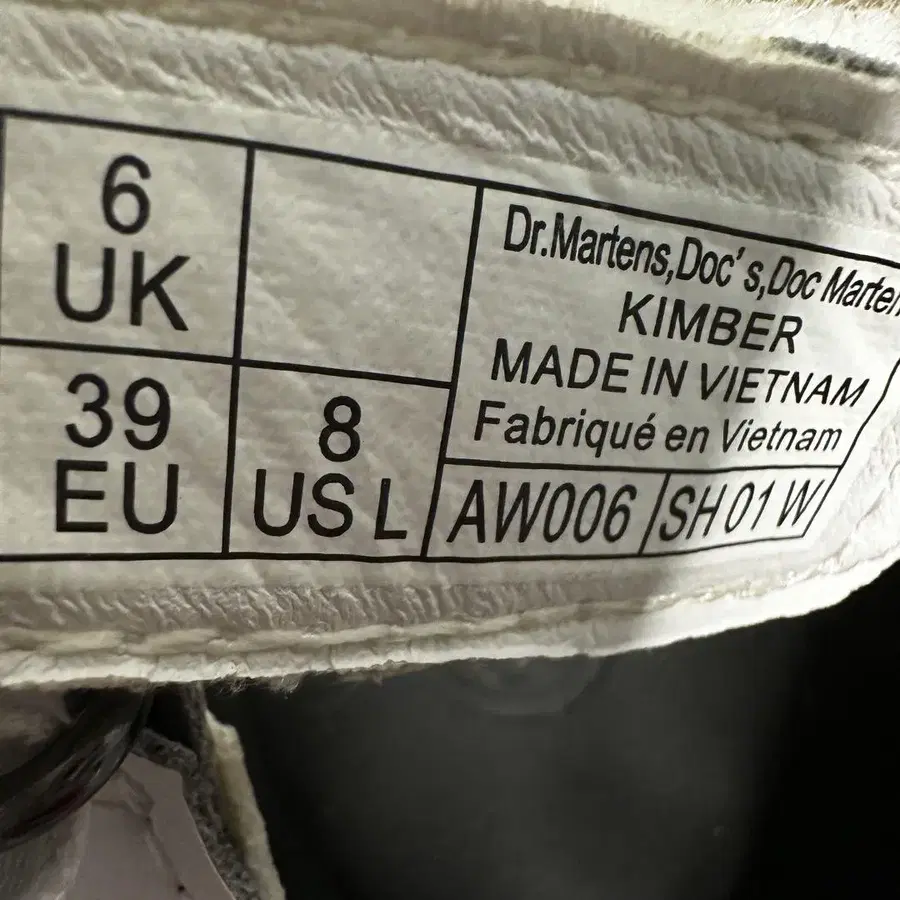 6
UK
39
EU
8
US L
Dr.Martens,Doc's,Doc
KIMBER
MADE IN VIETNAM
Fabriqué en Vietnam
AW006
SH 01 W